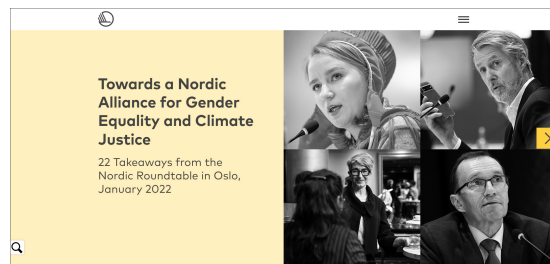 Towards a Nordic
Alliance for Gender
Equality and Climate
Justice
22 Takeaways from the
Nordic Roundtable in Oslo,
January 2022